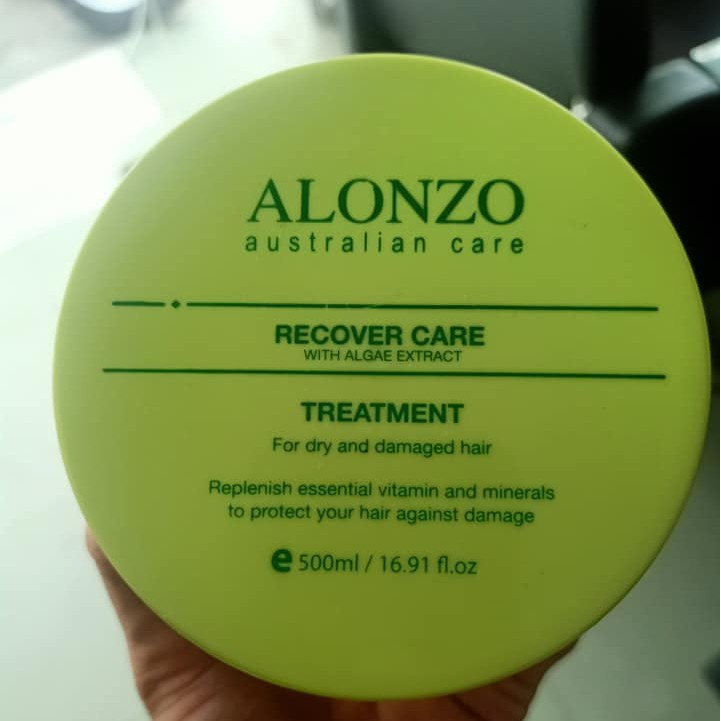 ALONZO
australian care
RECOVER CARE
WITH ALGAE EXTRACT
TREATMENT
For dry and damaged hair
Replenish essential vitamin and minerals
to protect your hair against damage
e 500ml / 16.91 fl.oz